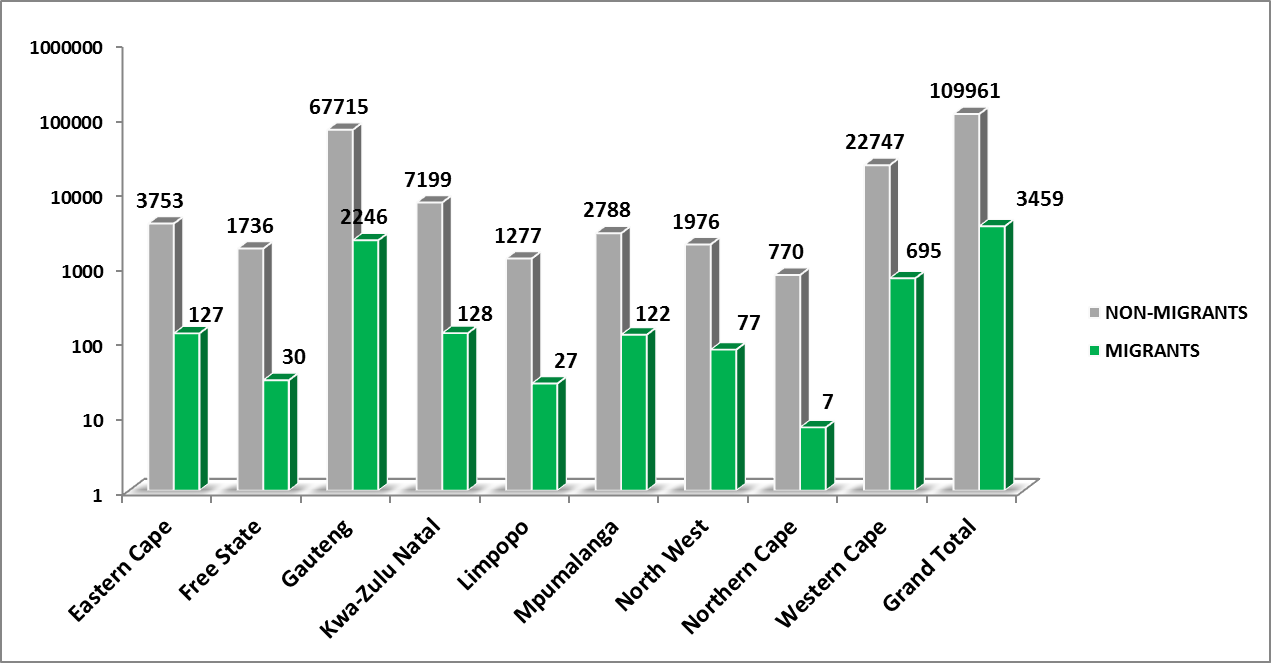 1000000
100000
10000
1000
100
10
1
3753
127
1736
30
67715
2246
7199
128
1277
27
2788
122
1976
77
770
7
22747
695
109961
3459
Eastern Cape
Free State
Gauteng
Kwa-Zulu Natal
Limpopo
Mpumalanga
North West
Northern Cape
Western Cape
Grand Total
NON-MIGRANTS
MIGRANTS